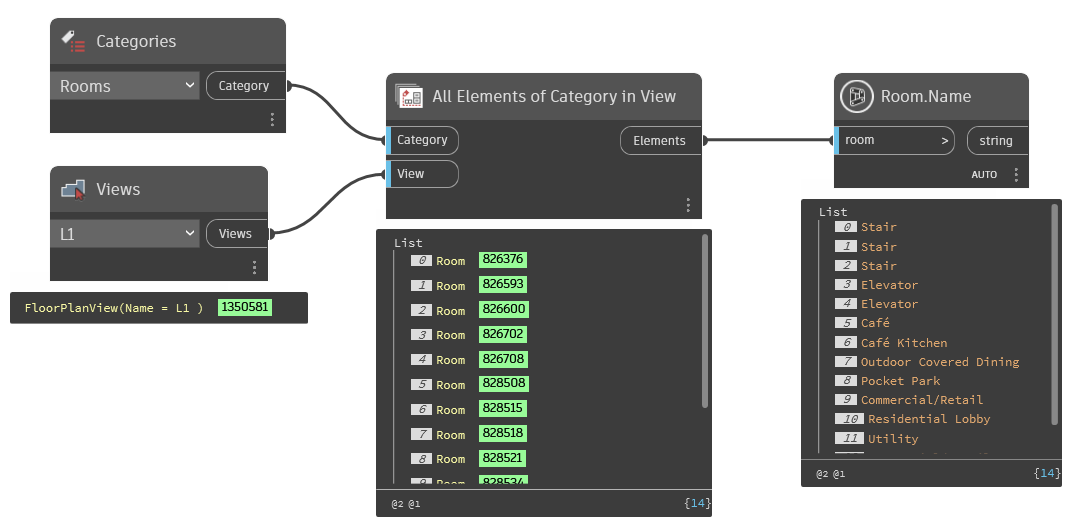 Categories
Rooms
Category
Views
L1
Views
FloorPlanView(Name = L1 ) 1350581
All Elements of Category in View
Category
Elements
View
List
0 Room 826376
1 Room 826593
2 Room 826600
3 Room 826702
4 Room 826708
5 Room 828508
6 Room 828515
7 Room 828518
8 Room 828521
9 Room 828534
@2 @1
{14}
Room.Name
room >
string
AUTO
List
0 Stair
1 Stair
2 Stair
3 Elevator
4 Elevator
5 Café
6 Café Kitchen
7 Outdoor Covered Dining
8 Pocket Park
9 Commercial/Retail
10 Residential Lobby
11 Utility
@2 @1
{14}